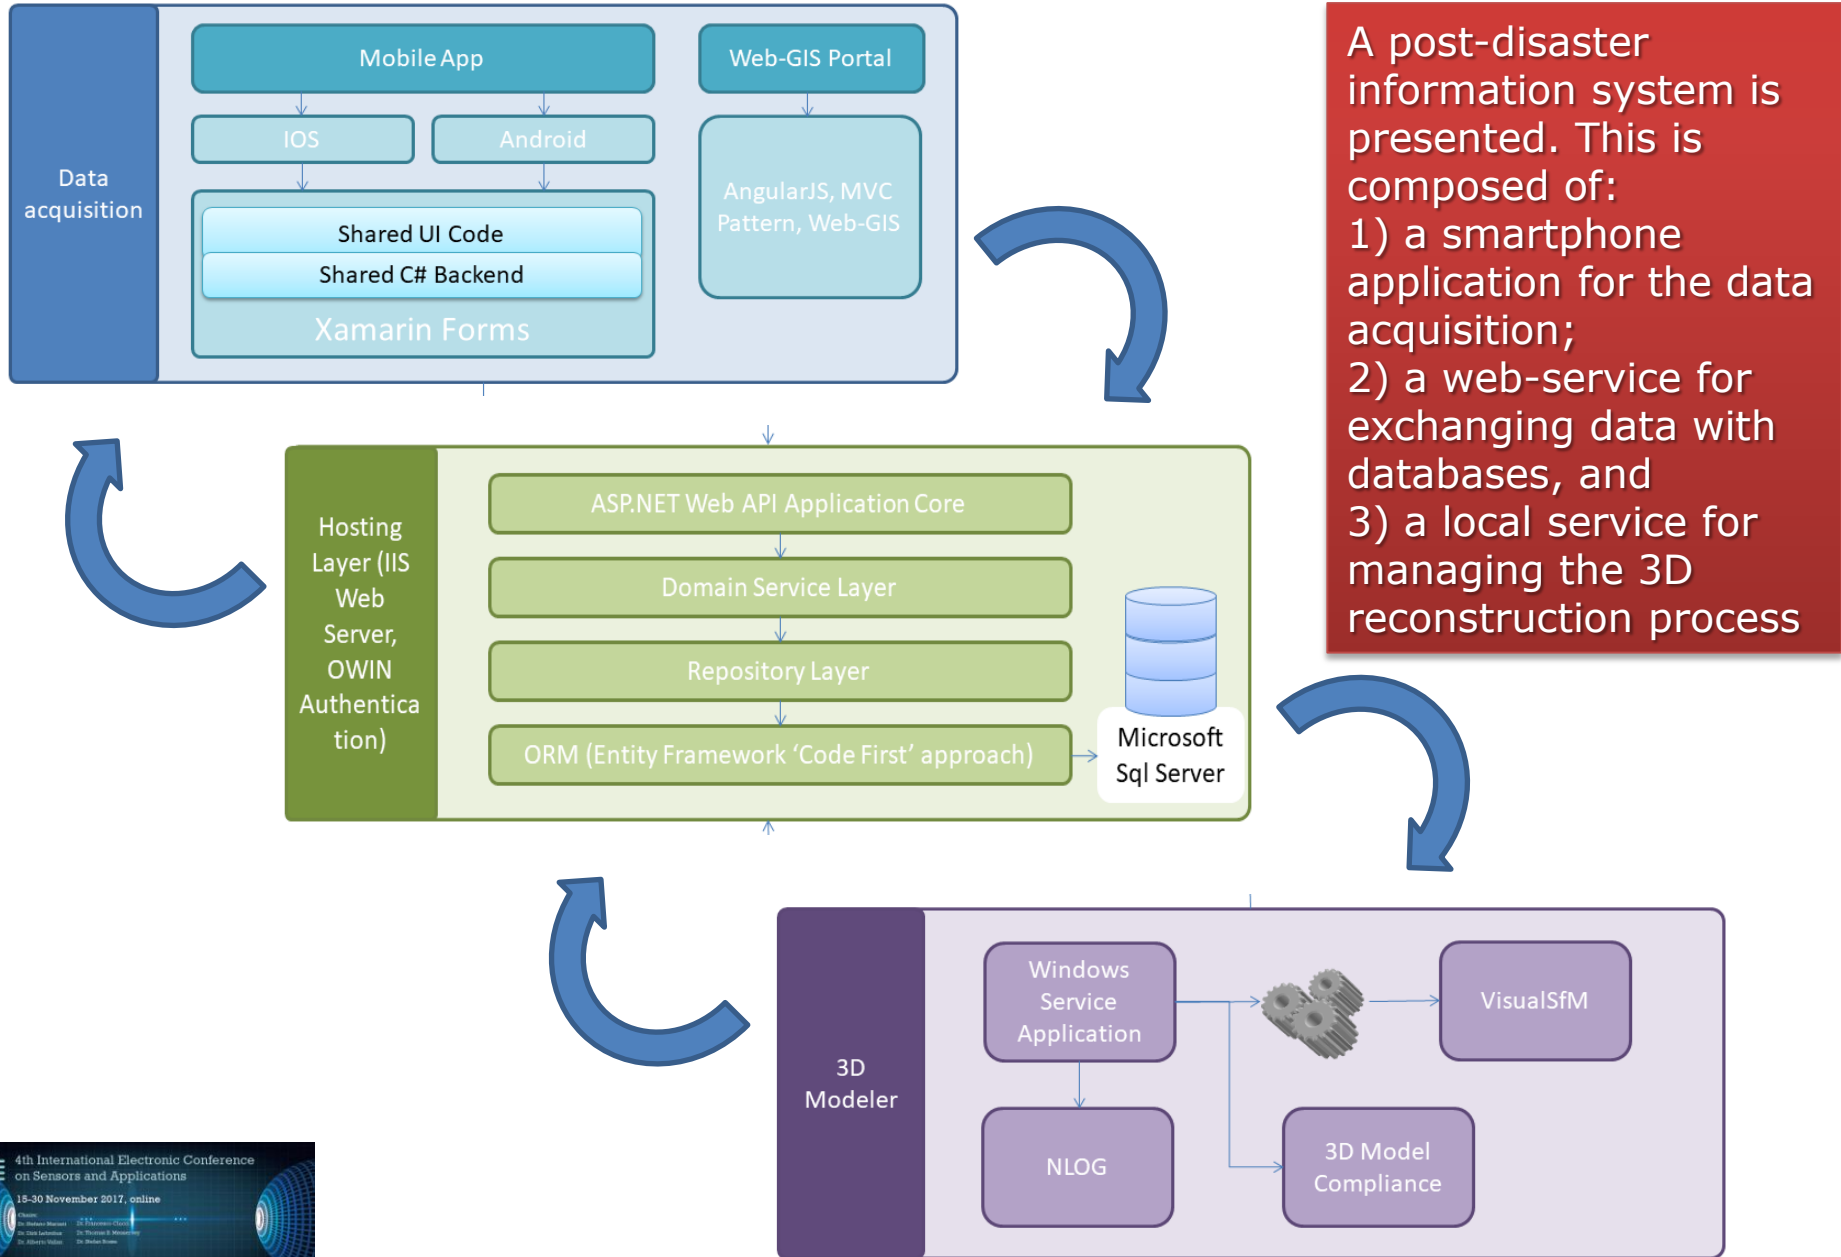 Mobile App
Web-GIS Portal
IOS
Android
Data
acquisition
AngularJS, MVC
Pattern, Web-GIS
Shared UI Code
Shared C# Backend
Xamarin Forms
A post-disaster
information system is
presented. This is
composed of:
1) a smartphone
application for the data
acquisition;
2) a web-service for
exchanging data with
databases, and
3) a local service for
managing the 3D
reconstruction process
Hosting
Layer (IIS
Web
Server,
OWIN
Authentica
tion)
ASP.NET Web API Application Core
Domain Service Layer
Repository Layer
ORM (Entity Framework ‘Code First’ approach)
Microsoft
Sql Server
3D
Modeler
Windows
Service
Application
VisualSfM
NLOG
3D Model
Compliance
4th International Electronic Conference
on Sensors and Applications
15-30 November 2017, online
Chairs: